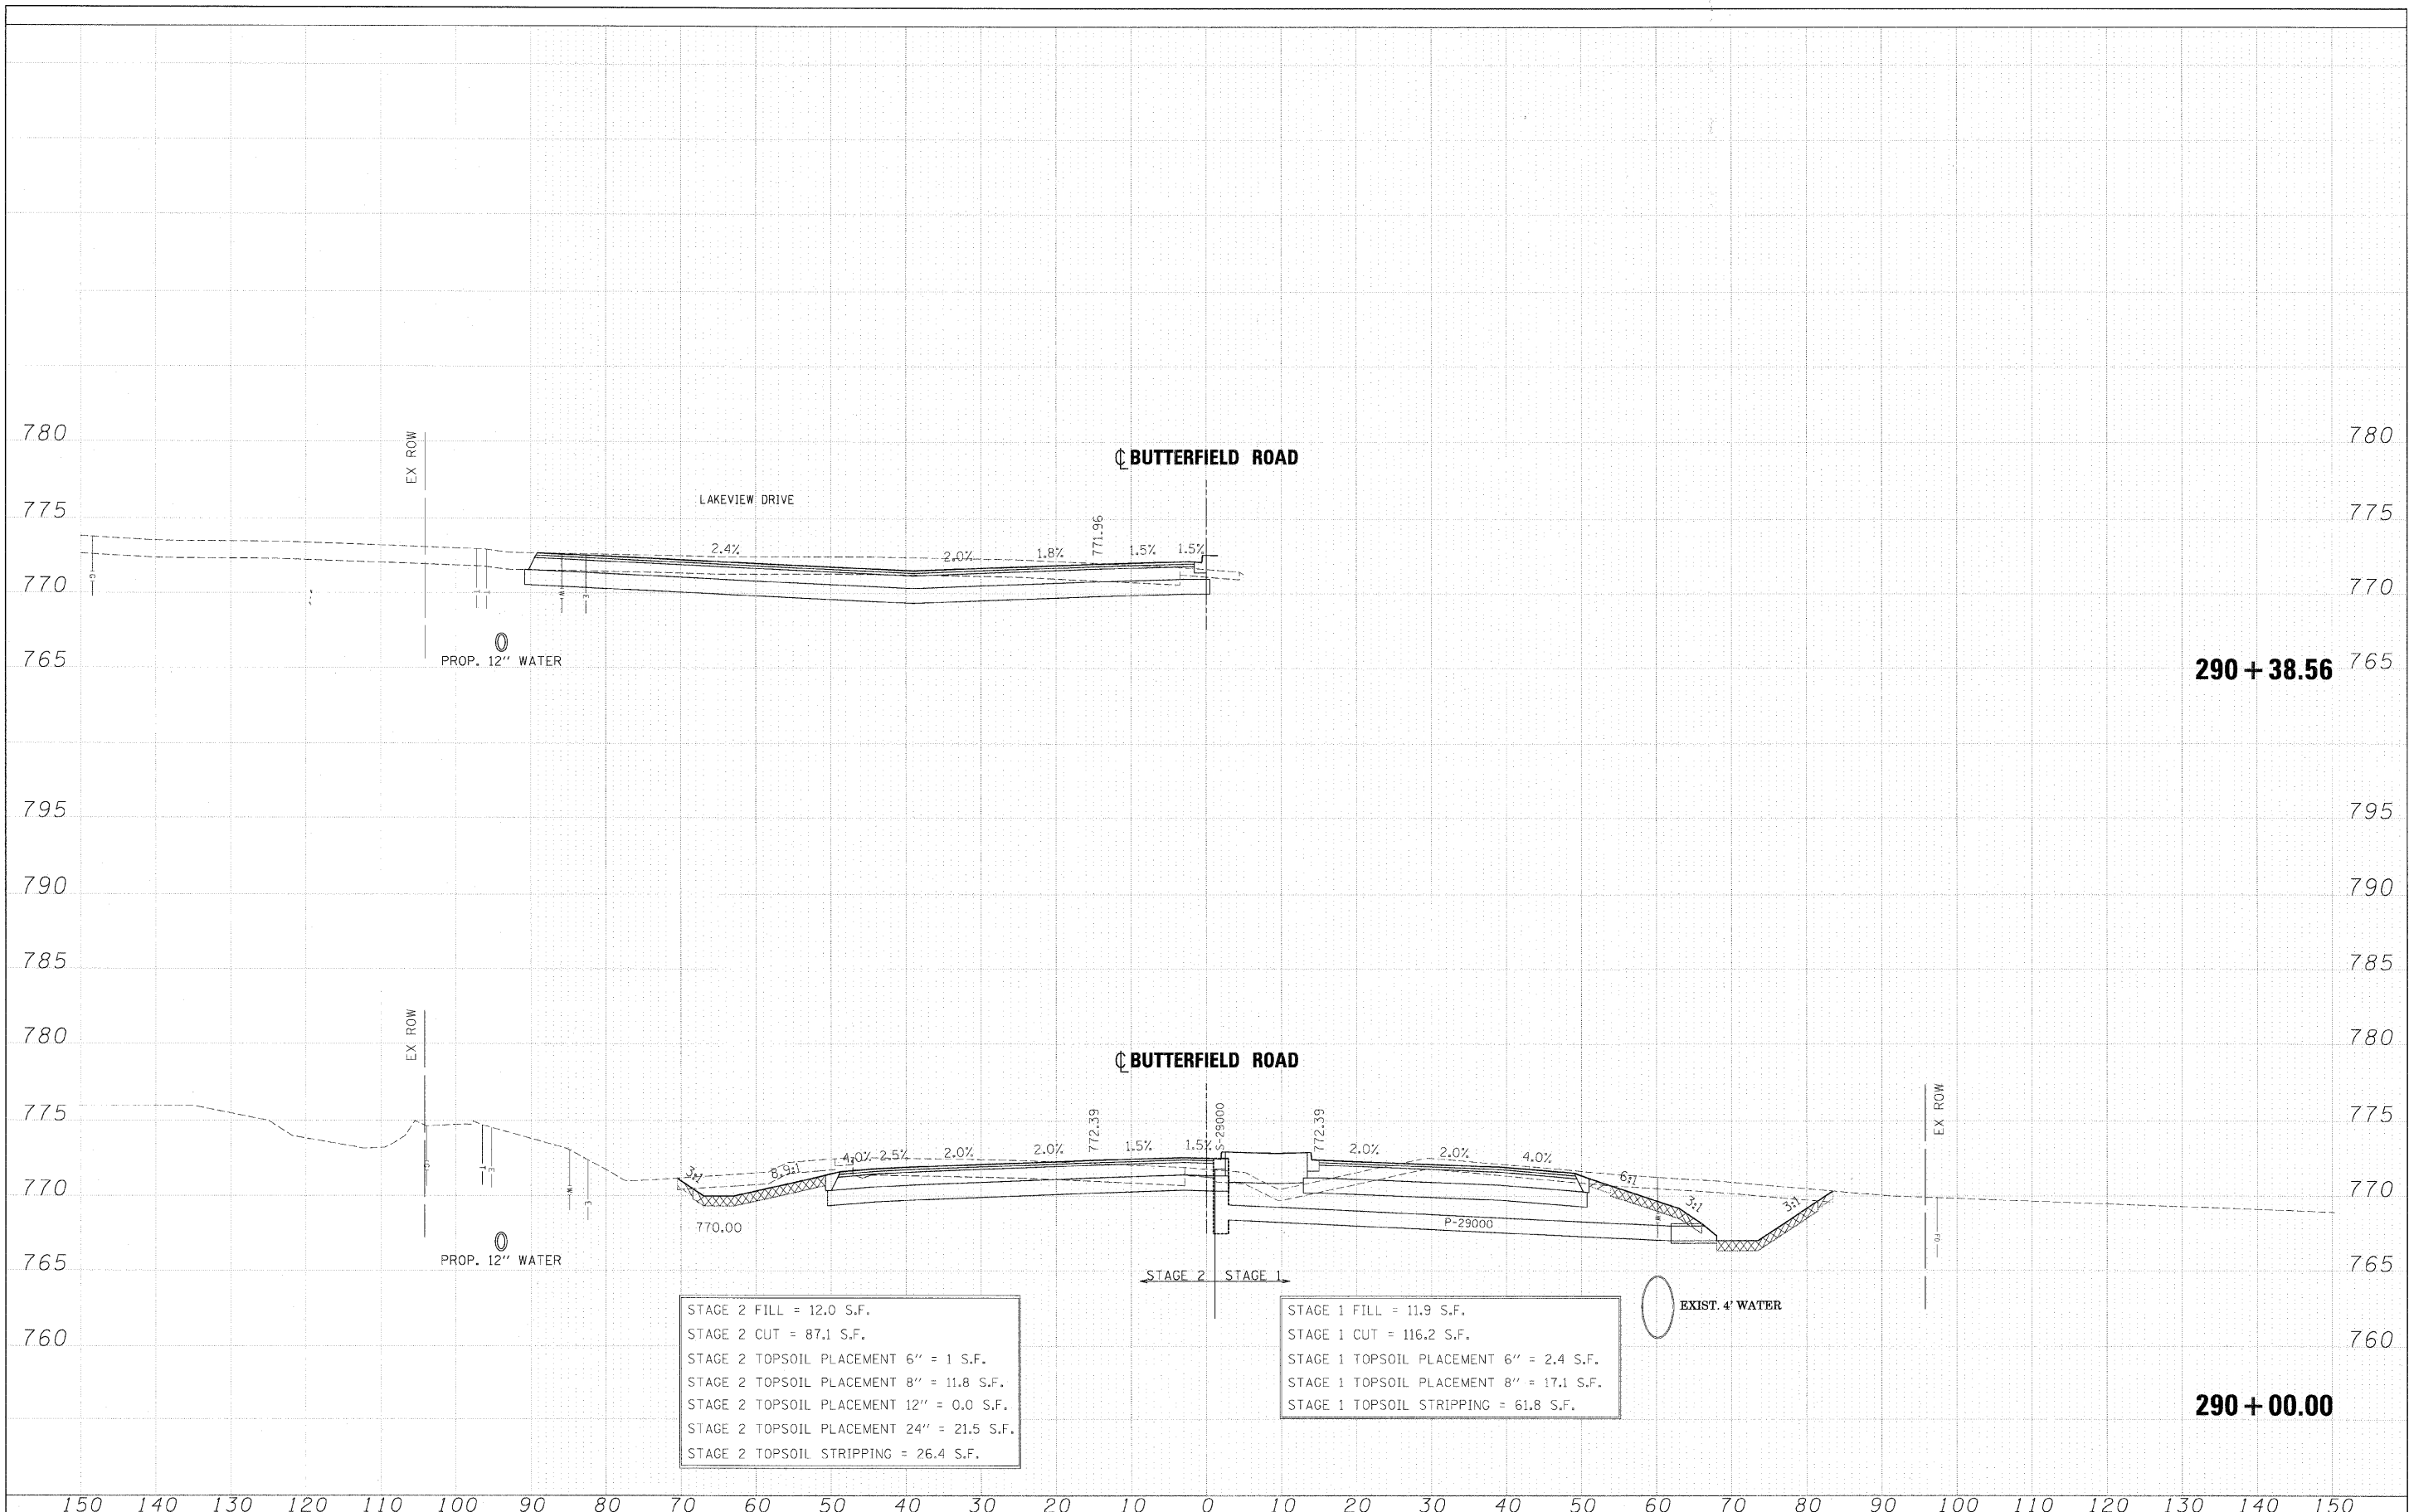 780
EX ROW
℄ BUTTERFIELD ROAD
780
LAKEVIEW DRIVE
775
771.96
775
2.4%
2.0%
1.8%
1.5%
1.5%
770
G
T
T
W
E
770
PROP. 12" WATER
765
765
290 + 38.56
795
795
790
790
785
785
EX ROW
780
780
℄ BUTTERFIELD ROAD
EX ROW
775
772.39
S-29000
772.39
775
3:1
8.9:1
4.0%
2.5%
2.0%
2.0%
1.5%
1.5%
2.0%
2.0%
4.0%
6:1
3:1
3:1
770
G
T
E
W
E
770
770.00
P-29000
FO
PROP. 12" WATER
765
STAGE 2
STAGE 1
765
EXIST. 4' WATER
STAGE 2 FILL = 12.0 S.F.
STAGE 2 CUT = 87.1 S.F.
STAGE 2 TOPSOIL PLACEMENT 6" = 1 S.F.
STAGE 2 TOPSOIL PLACEMENT 8" = 11.8 S.F.
STAGE 2 TOPSOIL PLACEMENT 12" = 0.0 S.F.
STAGE 2 TOPSOIL PLACEMENT 24" = 21.5 S.F.
STAGE 2 TOPSOIL STRIPPING = 26.4 S.F.
STAGE 1 FILL = 11.9 S.F.
STAGE 1 CUT = 116.2 S.F.
STAGE 1 TOPSOIL PLACEMENT 6" = 2.4 S.F.
STAGE 1 TOPSOIL PLACEMENT 8" = 17.1 S.F.
STAGE 1 TOPSOIL STRIPPING = 61.8 S.F.
760
760
290 + 00.00
150 140 130 120 110 100 90 80 70 60 50 40 30 20 10 0 10 20 30 40 50 60 70 80 90 100 110 120 130 140 150